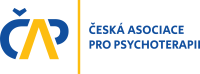 ČAP
ČESKÁ ASOCIACE
PRO PSYCHOTERAPII